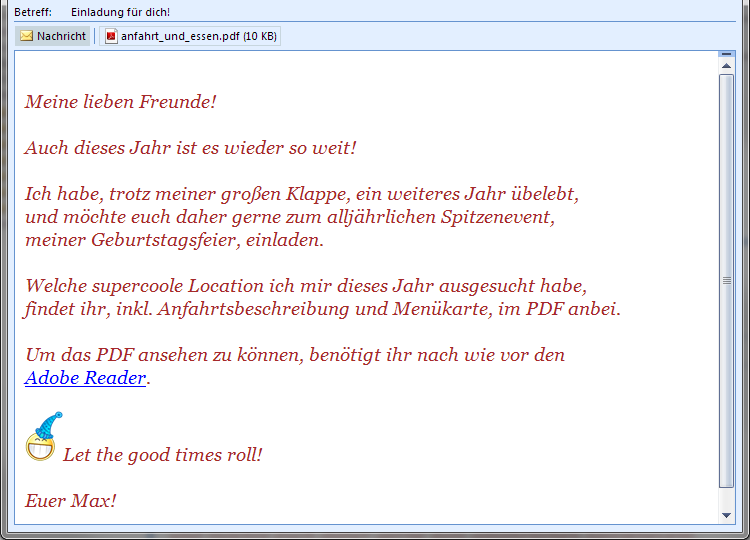 Betreff: Einladung für dich!
Nachricht anfahrt_und_essen.pdf (10 KB)
Meine lieben Freunde!
Auch dieses Jahr ist es wieder so weit!
Ich habe, trotz meiner großen Klappe, ein weiteres Jahr übelebt,
und möchte euch daher gerne zum alljährlichen Spitzenevent,
meiner Geburtstagsfeier, einladen.
Welche supercoole Location ich mir dieses Jahr ausgesucht habe,
findet ihr, inkl. Anfahrtsbeschreibung und Menükarte, im PDF anbei.
Um das PDF ansehen zu können, benötigt ihr nach wie vor den
Adobe Reader.
Let the good times roll!
Euer Max!